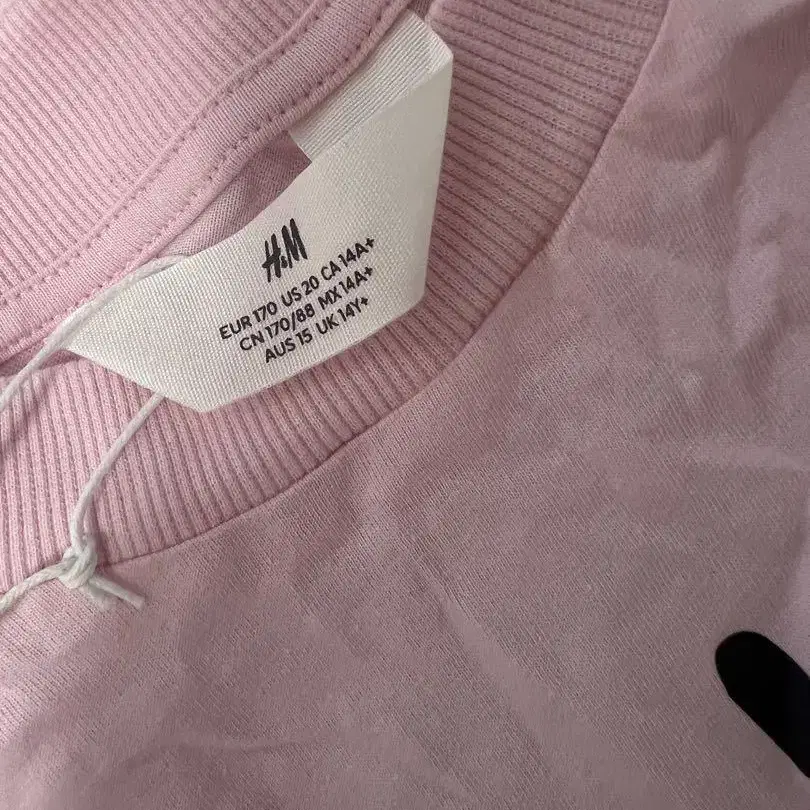 H&M
EUR 170 US 20 CA 14A+
CN 170/88 MX 14A+
AUS 15 UK 14Y+